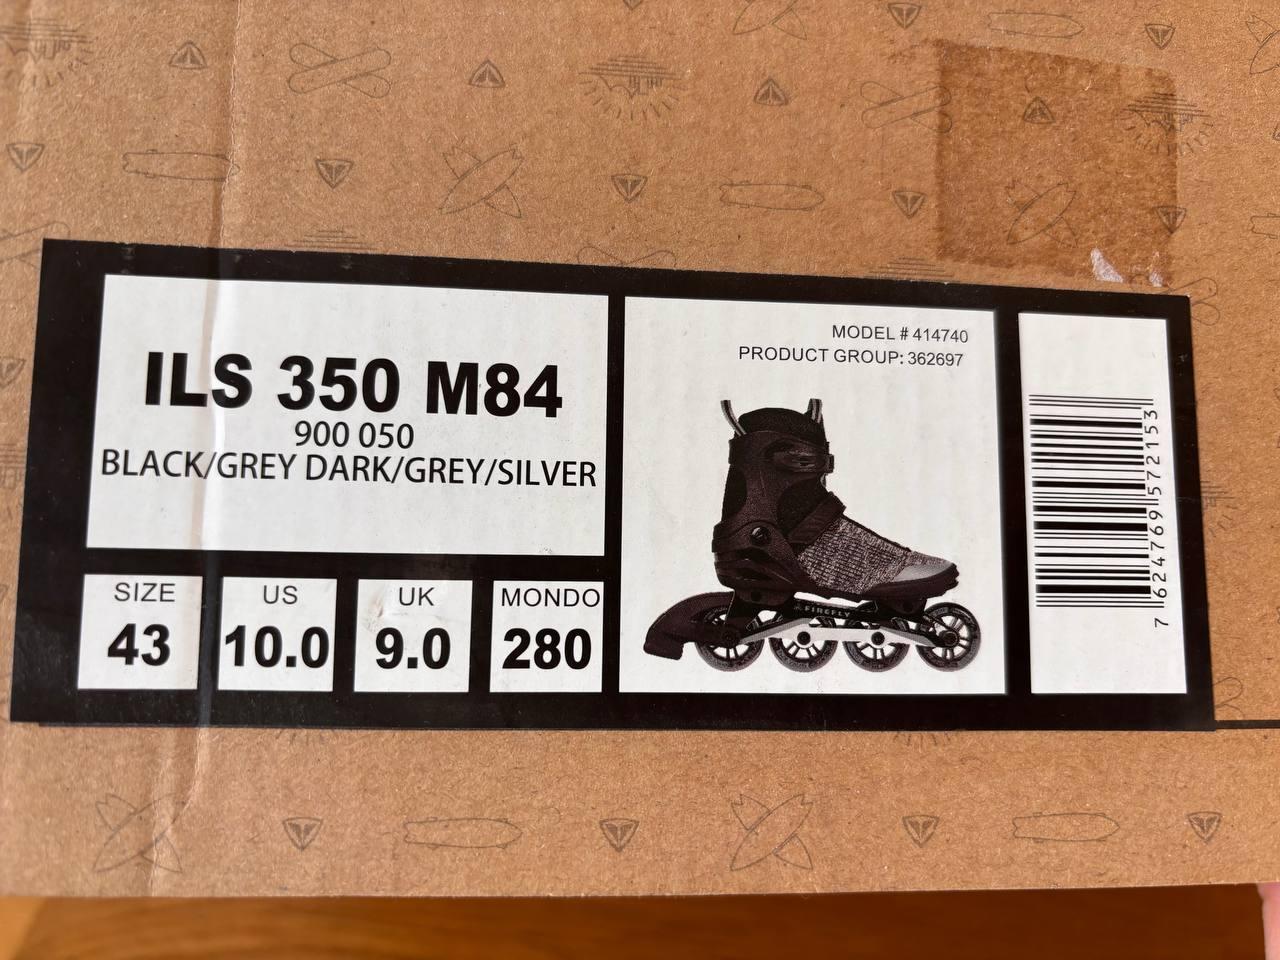 ILS 350 M84
900 050
BLACK/GREY DARK/GREY/SILVER
SIZE
43
US
10.0
UK
9.0
MONDO
280
MODEL # 414740
PRODUCT GROUP: 362697
FIREFLY
7 624769 572153